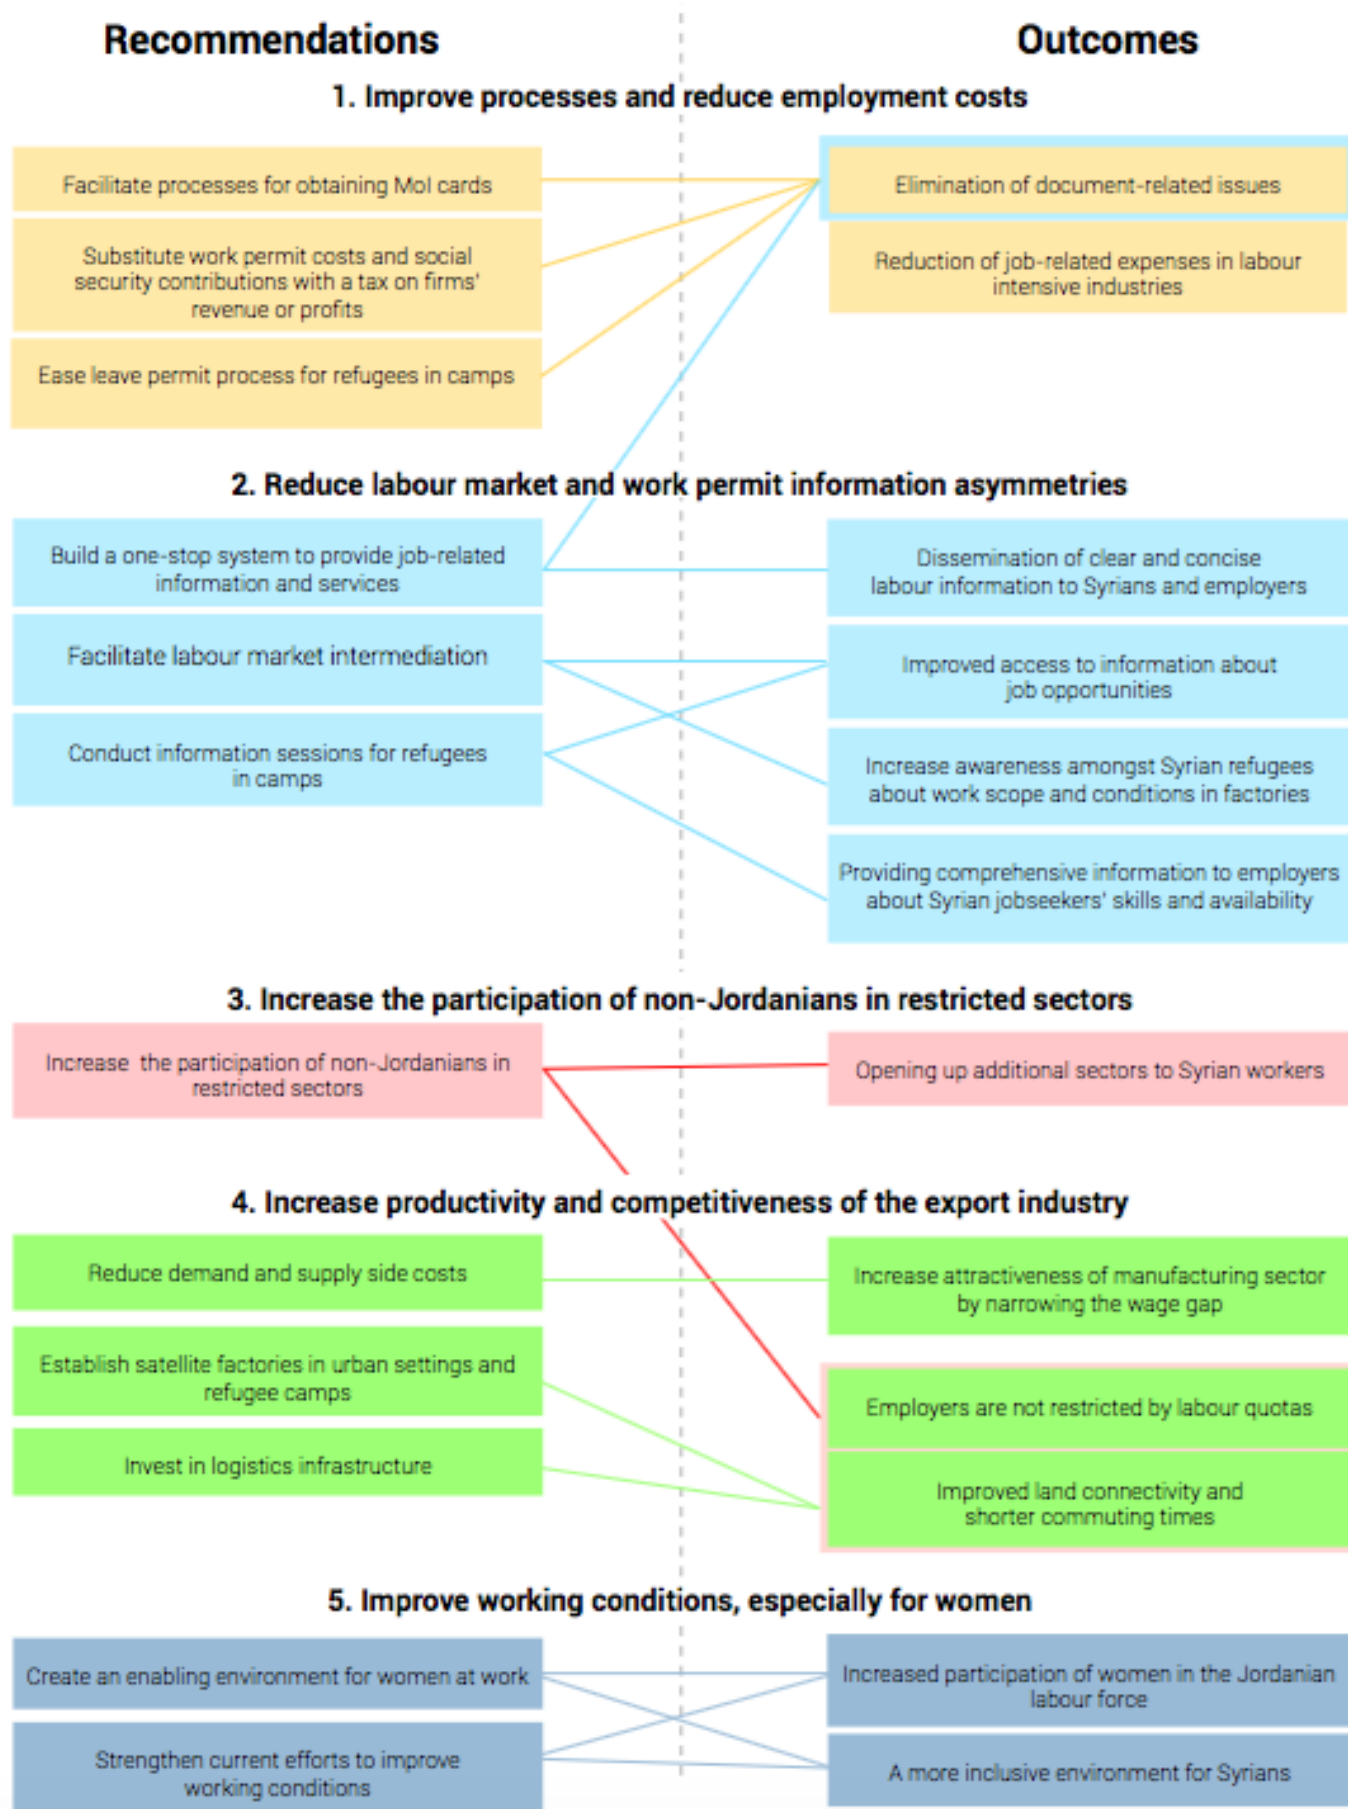 Recommendations
Outcomes
1. Improve processes and reduce employment costs
Facilitate processes for obtaining MoI cards
Elimination of document-related issues
Substitute work permit costs and social
security contributions with a tax on firms'
revenue or profits
Reduction of job-related expenses in labour
intensive industries
Ease leave permit process for refugees in camps
2. Reduce labour market and work permit information asymmetries
Build a one-stop system to provide job-related
information and services
Dissemination of clear and concise
labour information to Syrians and employers
Facilitate labour market intermediation
Improved access to information about
job opportunities
Conduct information sessions for refugees
in camps
Increase awareness amongst Syrian refugees
about work scope and conditions in factories
Providing comprehensive information to employers
about Syrian jobseekers' skills and availability
3. Increase the participation of non-Jordanians in restricted sectors
Increase the participation of non-Jordanians in
restricted sectors
Opening up additional sectors to Syrian workers
4. Increase productivity and competitiveness of the export industry
Reduce demand and supply side costs
Increase attractiveness of manufacturing sector
by narrowing the wage gap
Establish satellite factories in urban settings and
refugee camps
Employers are not restricted by labour quotas
Invest in logistics infrastructure
Improved land connectivity and
shorter commuting times
5. Improve working conditions, especially for women
Create an enabling environment for women at work
Increased participation of women in the Jordanian
labour force
Strengthen current efforts to improve
working conditions
A more inclusive environment for Syrians